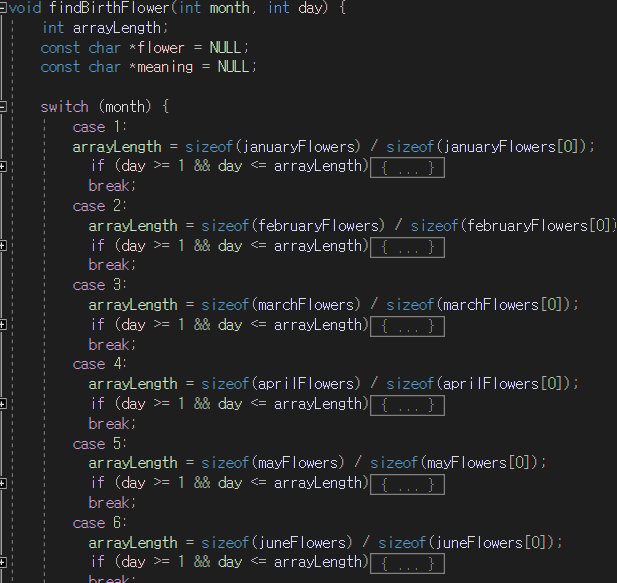 void findBirthFlower(int month, int day) {
int arrayLength;
const char *flower = NULL;
const char *meaning = NULL;
switch (month) {
case 1:
arrayLength = sizeof(januaryFlowers) / sizeof(januaryFlowers[0]);
if (day >= 1 && day <= arrayLength) { ... }
break;
case 2:
arrayLength = sizeof(februaryFlowers) / sizeof(februaryFlowers[0])
if (day >= 1 && day <= arrayLength) { ... }
break;
case 3:
arrayLength = sizeof(marchFlowers) / sizeof(marchFlowers[0]);
if (day >= 1 && day <= arrayLength) { ... }
break;
case 4:
arrayLength = sizeof(aprilFlowers) / sizeof(aprilFlowers[0]);
if (day >= 1 && day <= arrayLength) { ... }
break;
case 5:
arrayLength = sizeof(mayFlowers) / sizeof(mayFlowers[0]);
if (day >= 1 && day <= arrayLength) { ... }
break;
case 6:
arrayLength = sizeof(juneFlowers) / sizeof(juneFlowers[0]);
if (day >= 1 && day <= arrayLength) { ... }